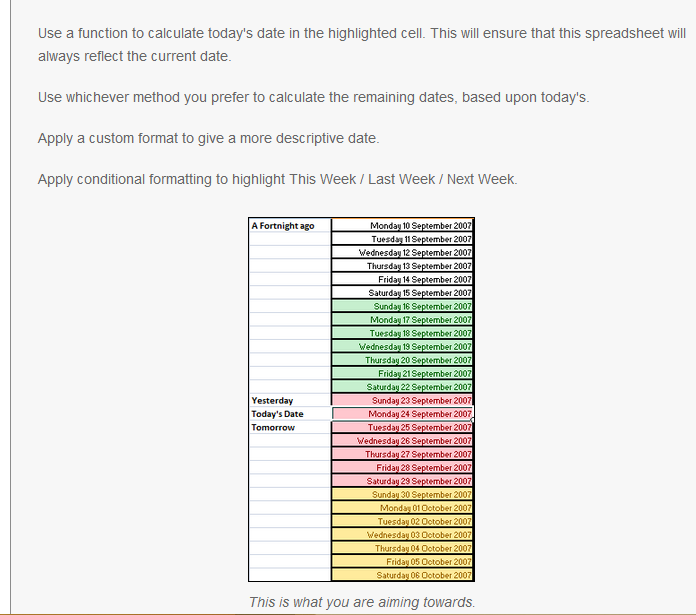 Use a function to calculate today's date in the highlighted cell. This will ensure that this spreadsheet will
always reflect the current date.
Use whichever method you prefer to calculate the remaining dates, based upon today's.
Apply a custom format to give a more descriptive date.
Apply conditional formatting to highlight This Week / Last Week / Next Week.
A Fortnight ago Monday 10 September 2007
Tuesday 11 September 2007
Wednesday 12 September 2007
Thursday 13 September 2007
Friday 14 September 2007
Saturday 15 September 2007
Sunday 16 September 2007
Monday 17 September 2007
Tuesday 18 September 2007
Wednesday 19 September 2007
Thursday 20 September 2007
Friday 21 September 2007
Saturday 22 September 2007
Yesterday Sunday 23 September 2007
Today's Date Monday 24 September 2007
Tomorrow Tuesday 25 September 2007
Wednesday 26 September 2007
Thursday 27 September 2007
Friday 28 September 2007
Saturday 29 September 2007
Sunday 30 September 2007
Monday 01 October 2007
Tuesday 02 October 2007
Wednesday 03 October 2007
Thursday 04 October 2007
Friday 05 October 2007
Saturday 06 October 2007
This is what you are aiming towards.